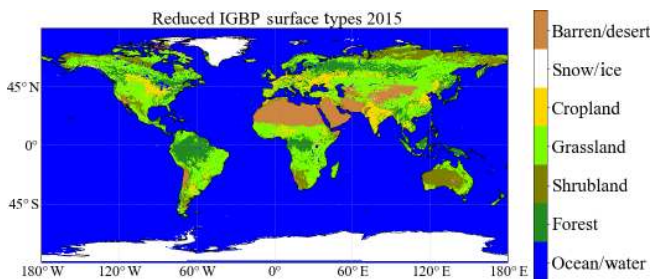 Reduced IGBP surface types 2015
45°N
0°
45°S
180°W
120°W
60°W
0°
60°E
120°E
180°E
Barren/desert
Snow/ice
Cropland
Grassland
Shrubland
Forest
Ocean/water